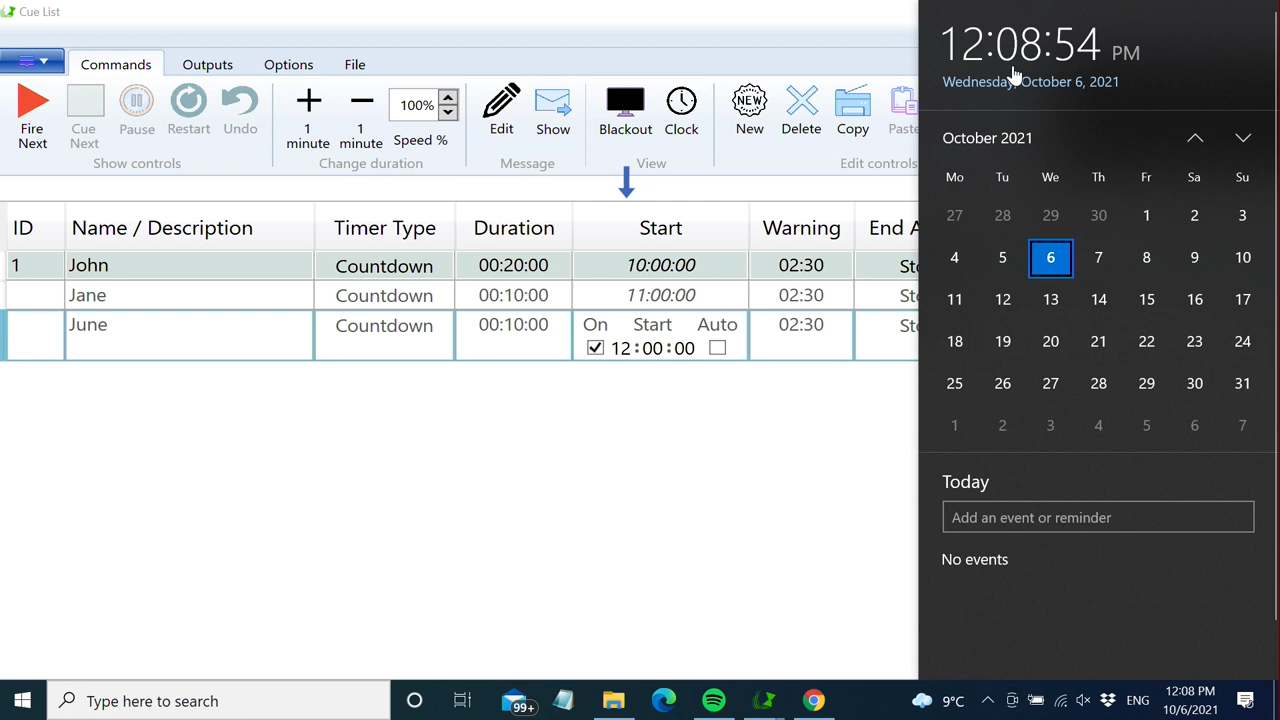 Cue List
Commands Outputs Options File
Fire Next
Cue Next
Pause
Restart
Undo
Show controls
1 minute
1 minute
100%
Speed %
Change duration
Edit
Show
Message
Blackout
Clock
View
NEW
New
Delete
Copy
Paste
Edit controls
ID Name / Description Timer Type Duration Start Warning End A
1 John Countdown 00:20:00 10:00:00 02:30 Sto
Jane Countdown 00:10:00 11:00:00 02:30 Sto
June Countdown 00:10:00 On Start Auto 02:30 Sto
12:00:00
12:08:54 PM
Wednesday, October 6, 2021
October 2021
Mo Tu We Th Fr Sa Su
27 28 29 30 1 2 3
4 5 6 7 8 9 10
11 12 13 14 15 16 17
18 19 20 21 22 23 24
25 26 27 28 29 30 31
1 2 3 4 5 6 7
Today
Add an event or reminder
No events
Type here to search
99+
9°C
ENG
12:08 PM
10/6/2021